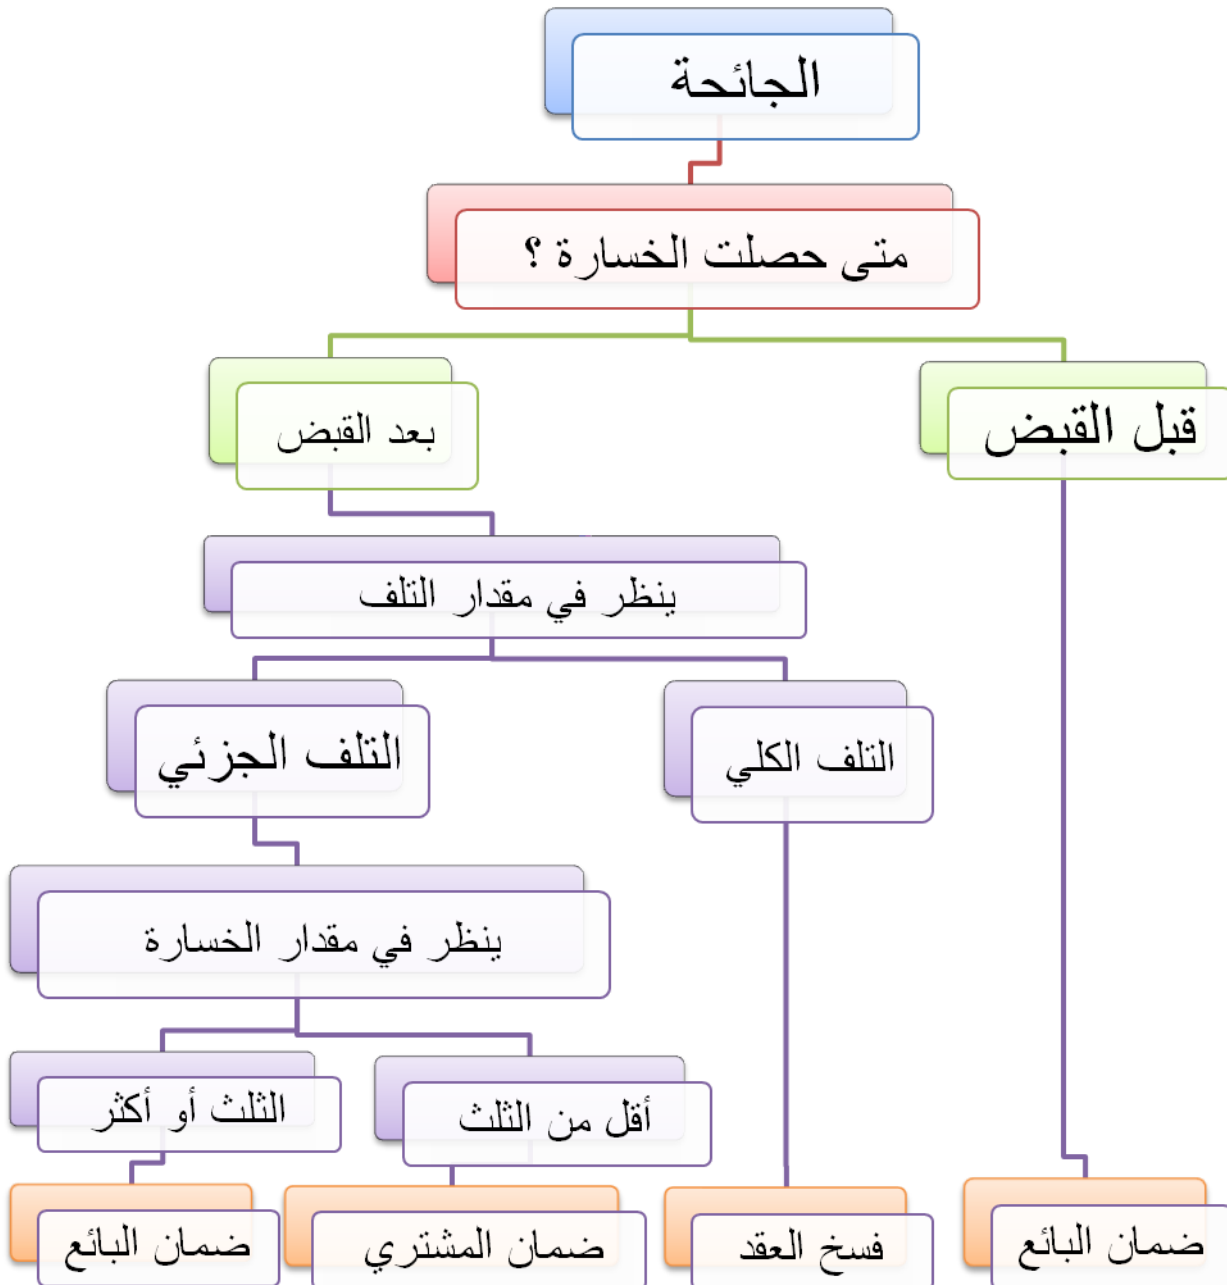 الجائحة
متى حصلت الخسارة ؟
قبل القبض
بعد القبض
ينظر في مقدار التلف
التلف الكلي
التلف الجزئي
ينظر في مقدار الخسارة
أقل من الثلث
الثلث أو أكثر
ضمان البائع
فسخ العقد
ضمان المشتري
ضمان البائع